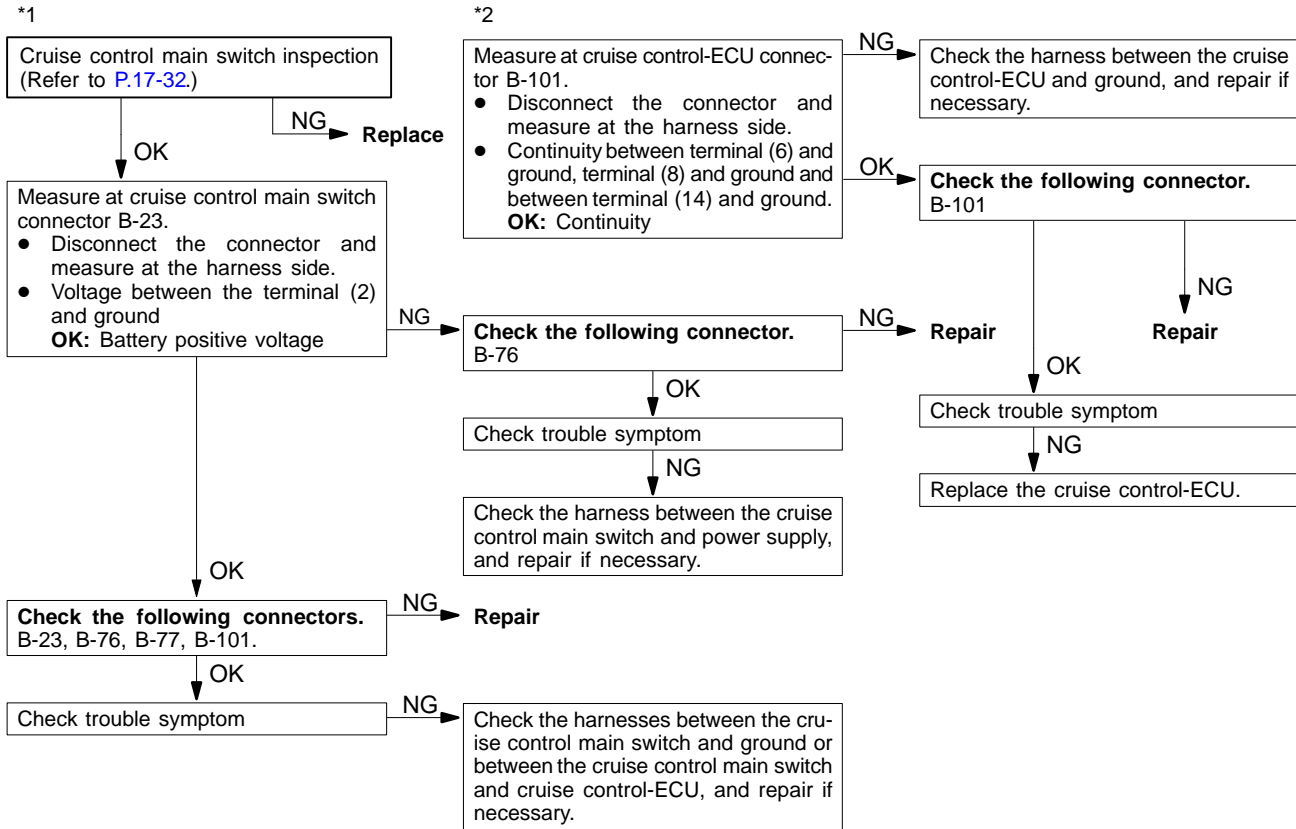 *1
Cruise control main switch inspection
(Refer to P.17-32.)
NG
Replace
OK
Measure at cruise control main switch
connector B-23.
● Disconnect the connector and
measure at the harness side.
● Voltage between the terminal (2)
and ground
OK: Battery positive voltage
NG
Check the following connector.
B-76
NG
Repair
OK
Check trouble symptom
NG
Check the harness between the cruise
control main switch and power supply,
and repair if necessary.
OK
Check the following connectors.
B-23, B-76, B-77, B-101.
NG
Repair
OK
Check trouble symptom
NG
Check the harnesses between the cru-
ise control main switch and ground or
between the cruise control main switch
and cruise control-ECU, and repair if
necessary.
*2
Measure at cruise control-ECU connec-
tor B-101.
● Disconnect the connector and
measure at the harness side.
● Continuity between terminal (6) and
ground, terminal (8) and ground and
between terminal (14) and ground.
OK: Continuity
NG
Check the harness between the cruise
control-ECU and ground, and repair if
necessary.
OK
Check the following connector.
B-101
NG
Repair
OK
Check trouble symptom
NG
Replace the cruise control-ECU.